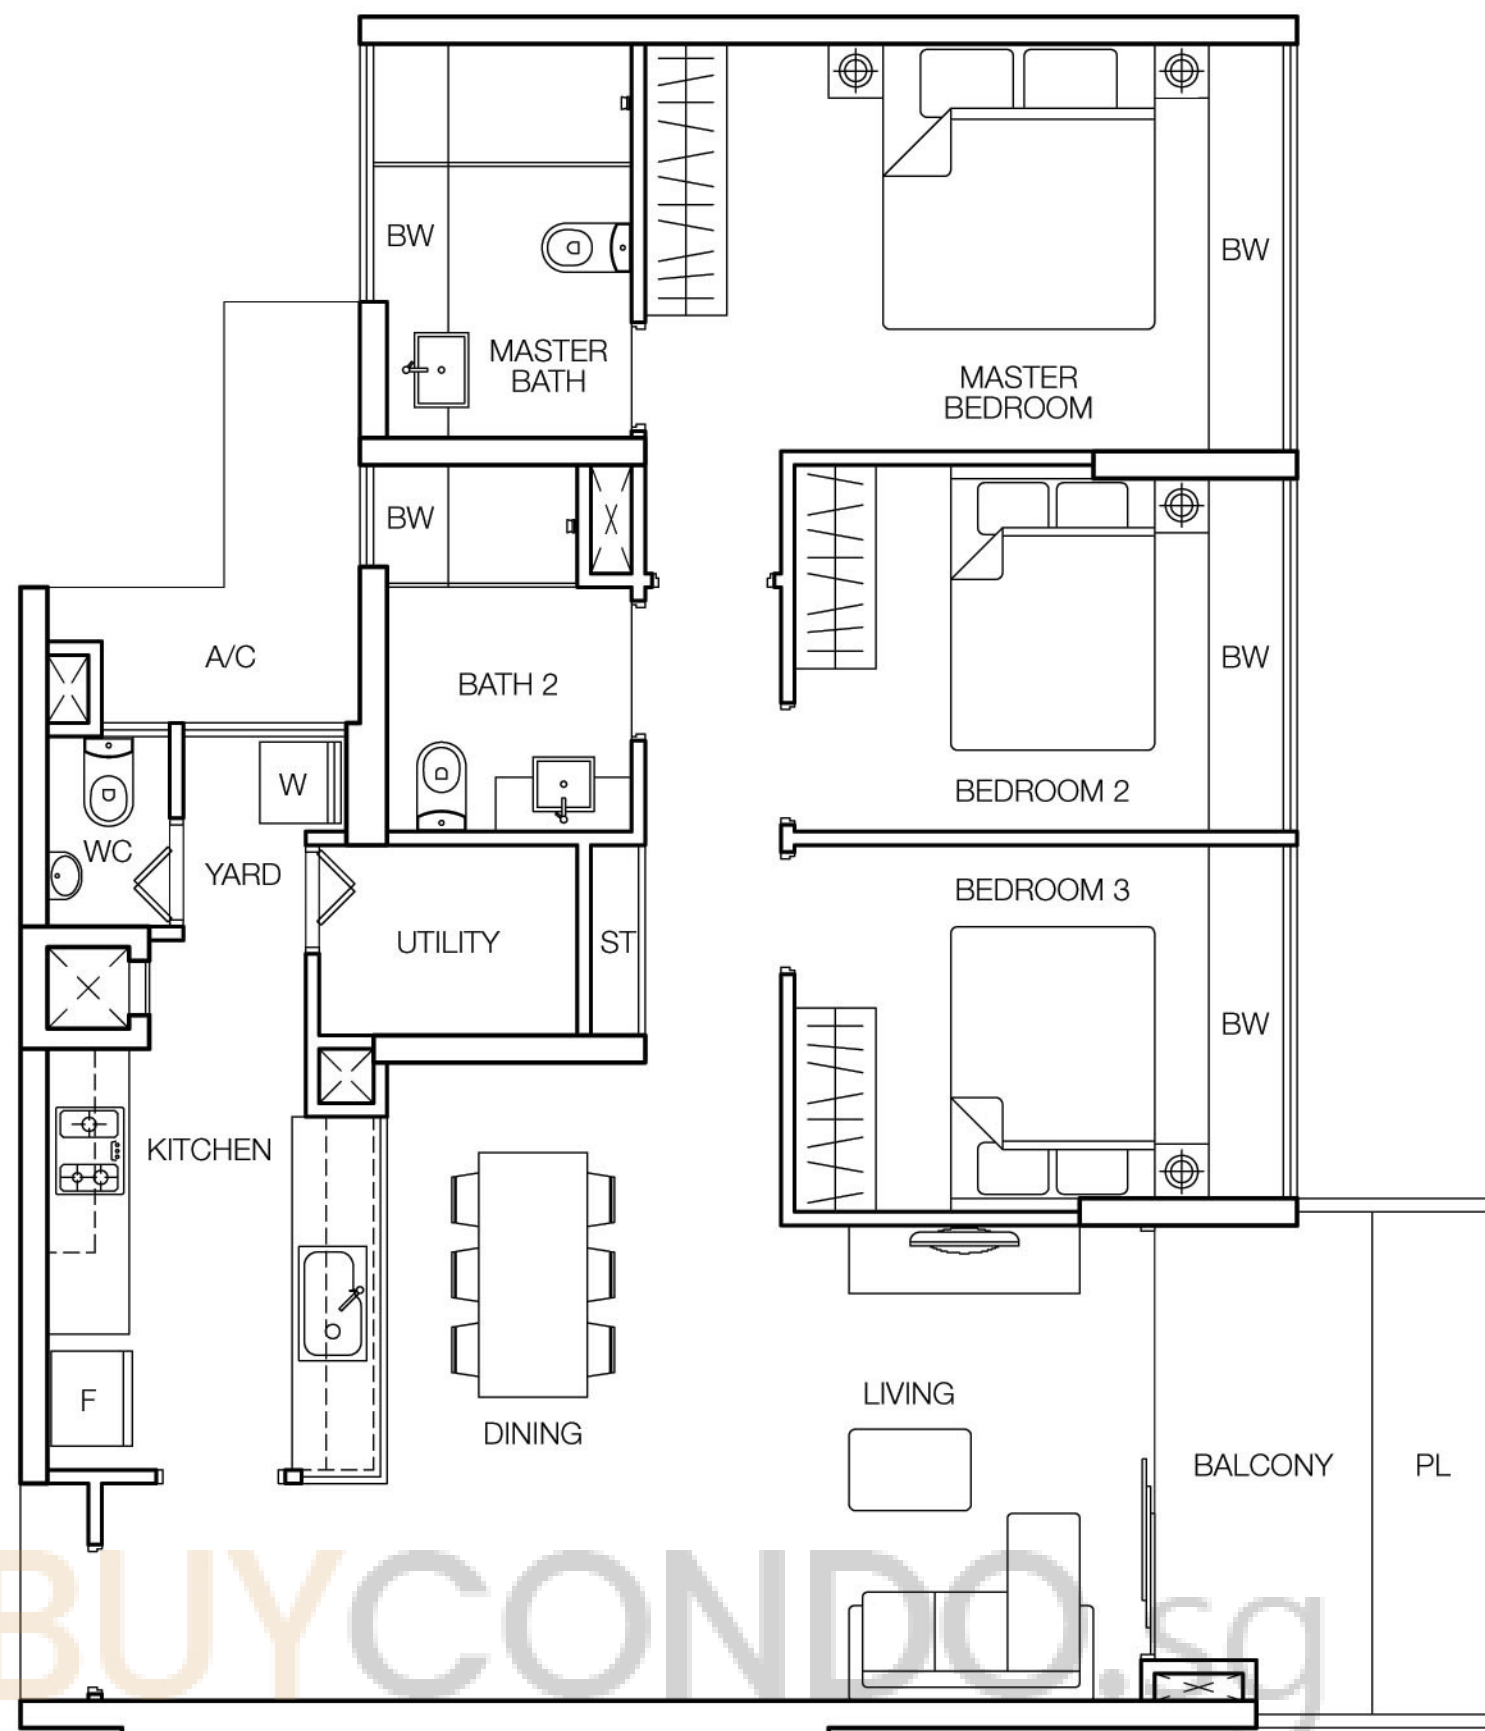 BW
BW
MASTER
BATH
MASTER
BEDROOM
BW
A/C
BATH 2
BW
W
BEDROOM 2
WC
YARD
BEDROOM 3
UTILITY
ST
BW
KITCHEN
F
LIVING
DINING
BALCONY
PL
BUYCONDO.sg